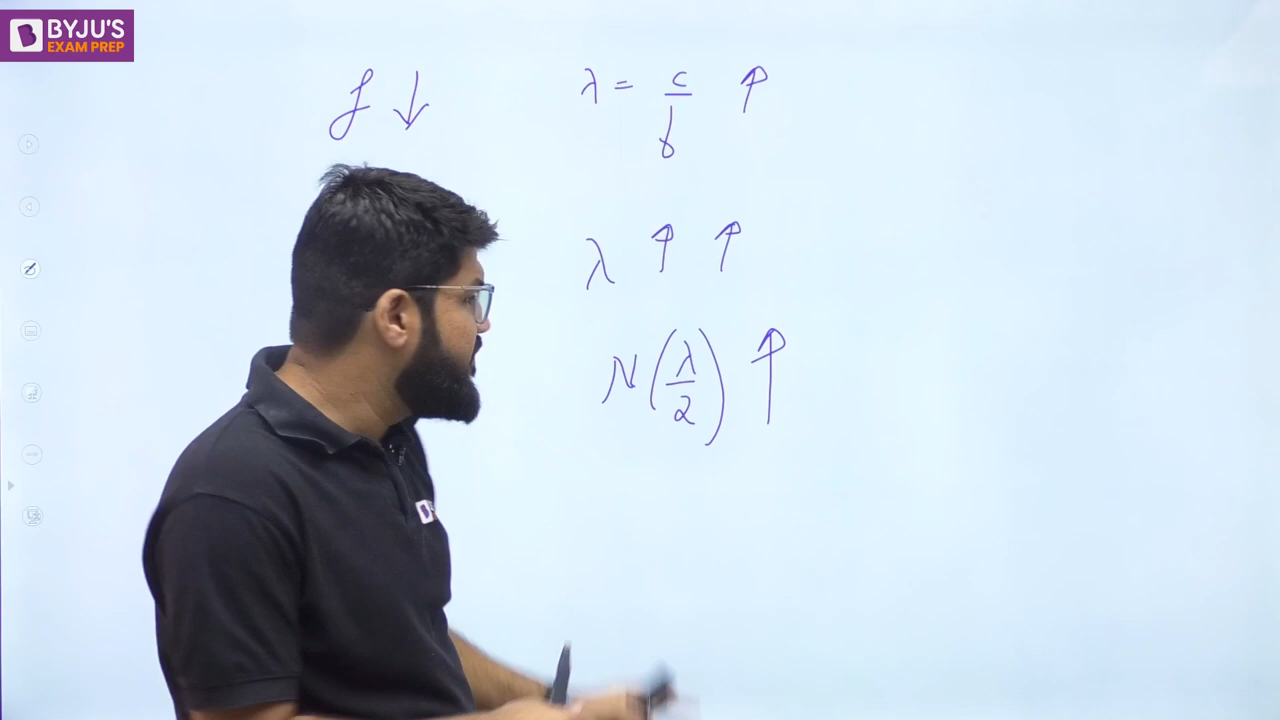 BYJU'S
EXAM PREP
f ↓ λ = c/f ↑
λ ↑ ↑
N(λ/2) ↑
B